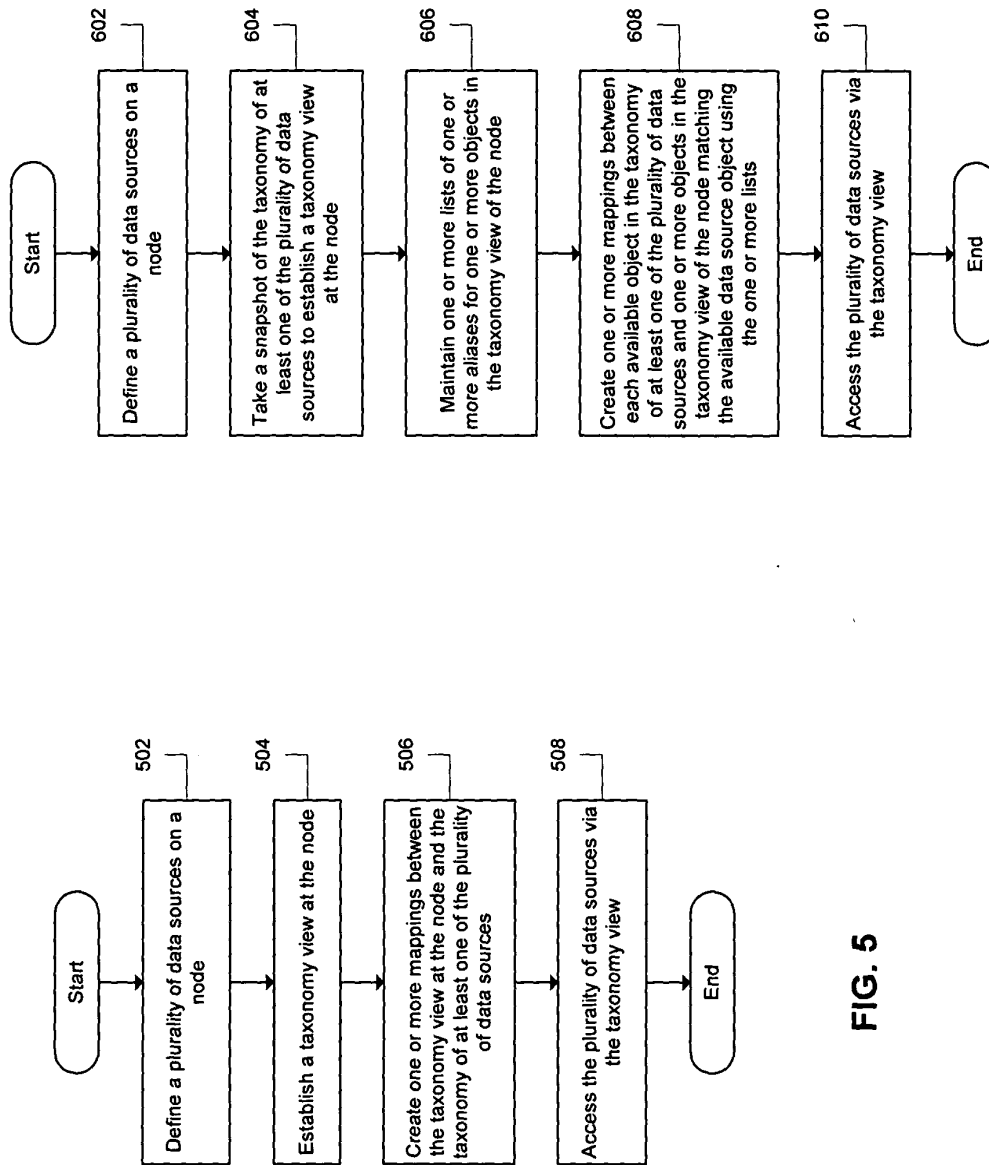 Start
502
Define a plurality of data sources on a
node
504
Establish a taxonomy view at the node
506
Create one or more mappings between
the taxonomy view at the node and the
taxonomy of at least one of the plurality
of data sources
508
Access the plurality of data sources via
the taxonomy view
End
FIG. 5
Start
602
Define a plurality of data sources on a
node
604
Take a snapshot of the taxonomy of at
least one of the plurality of data
sources to establish a taxonomy view
at the node
606
Maintain one or more lists of one or
more aliases for one or more objects in
the taxonomy view of the node
608
Create one or more mappings between
each available object in the taxonomy
of at least one of the plurality of data
sources and one or more objects in the
taxonomy view of the node matching
the available data source object using
the one or more lists
610
Access the plurality of data sources via
the taxonomy view
End